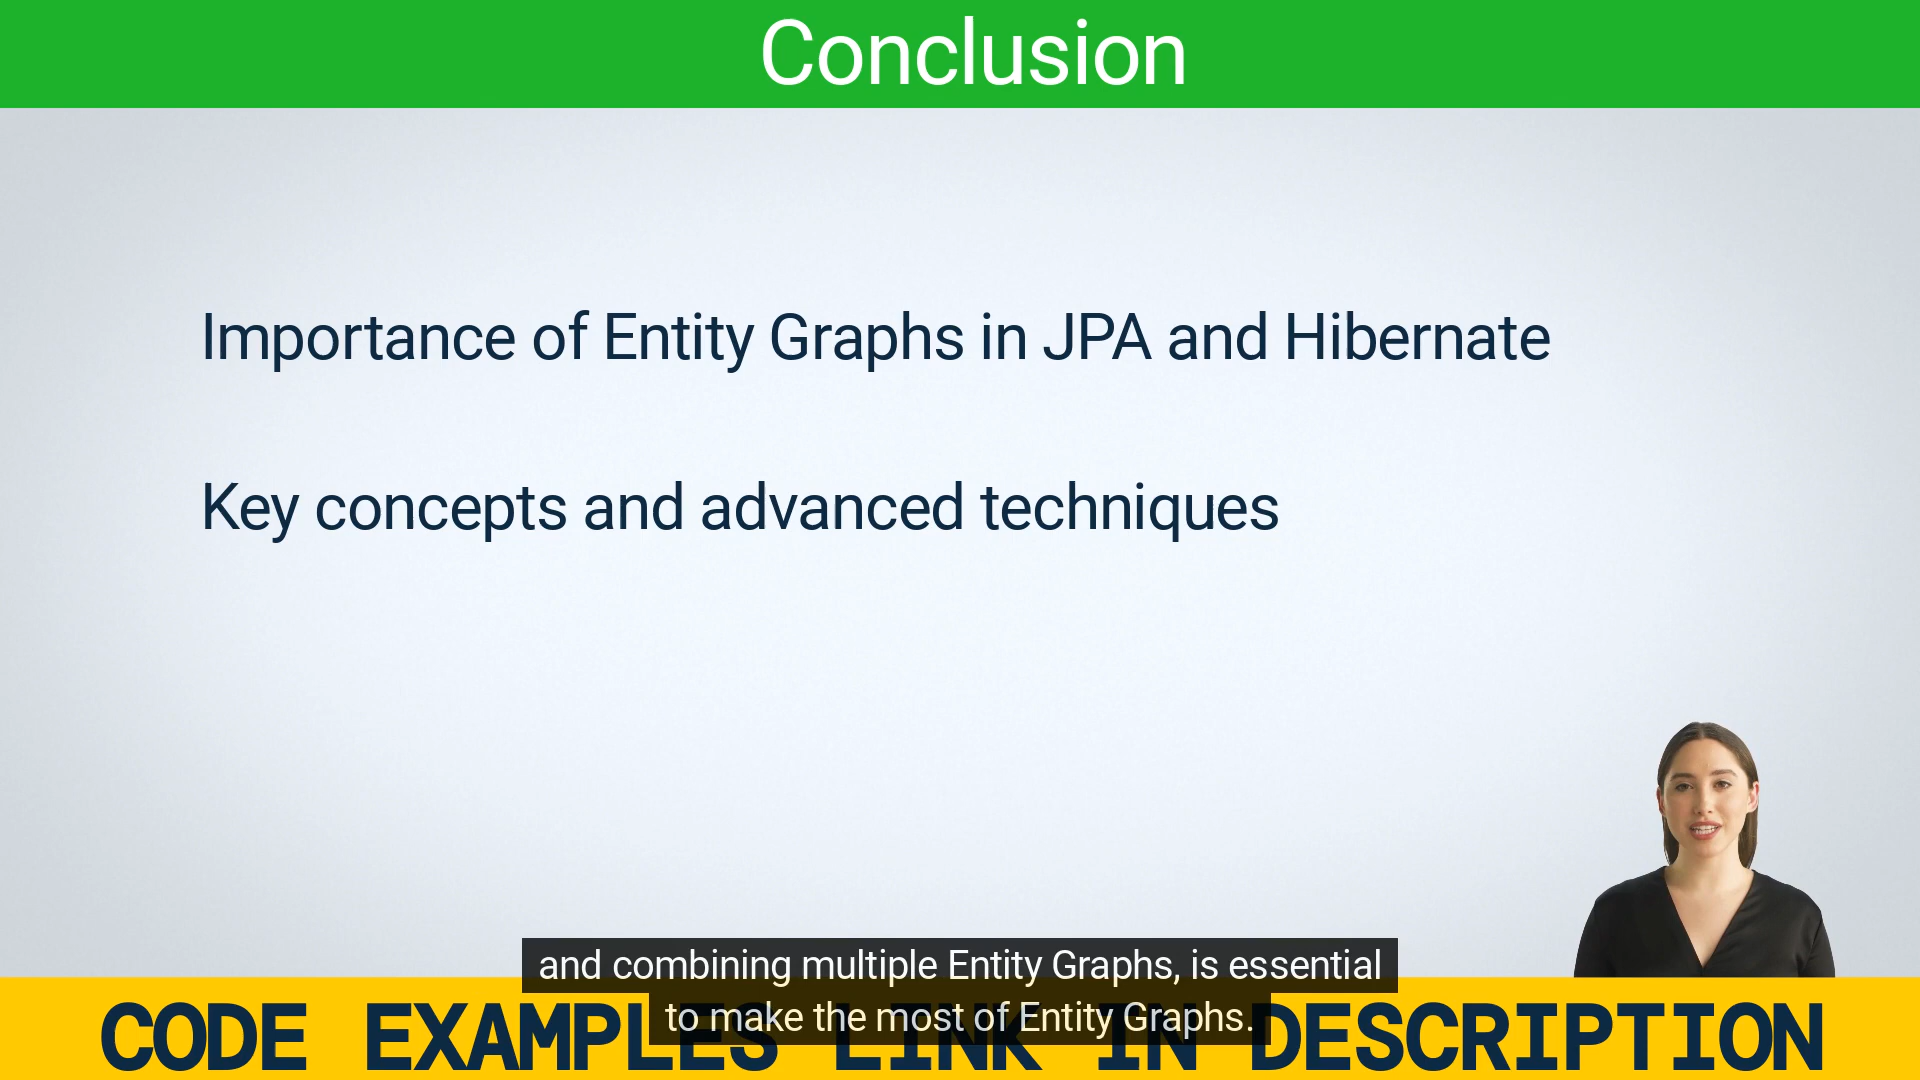 Conclusion
Importance of Entity Graphs in JPA and Hibernate
Key concepts and advanced techniques
and combining multiple Entity Graphs, is essential
to make the most of Entity Graphs.
CODE EXAMPLES LINK IN DESCRIPTION